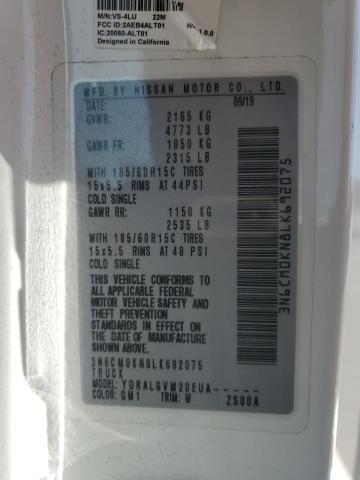 M/N:VS-4LU 22M
FCC ID:2AEB4ALT01
IC:20080-ALT01
Designed in California
MFD. BY NISSAN MOTOR CO., LTD.
DATE: 09/19
GVWR: 2165 KG
4773 LB
GAWR FR: 1050 KG
2315 LB
WITH 185/60R15C TIRES
15x5.5 RIMS AT 44PSI
COLD SINGLE
GAWR RR: 1150 KG
2535 LB
WITH 185/60R15C TIRES
15x5.5 RIMS AT 48 PSI
COLD SINGLE
THIS VEHICLE CONFORMS TO
ALL APPLICABLE FEDERAL
MOTOR VEHICLE SAFETY AND
THEFT PREVENTION
STANDARDS IN EFFECT ON
THE DATE OF MANUFACTURE
SHOWN ABOVE.
3N6CM0KN8LK692075
TRUCK
MODEL: YDRALGVM20EUA-----
COLOR: QM1 TRIM: W ZS00A
3N6CM0KN8LK692075